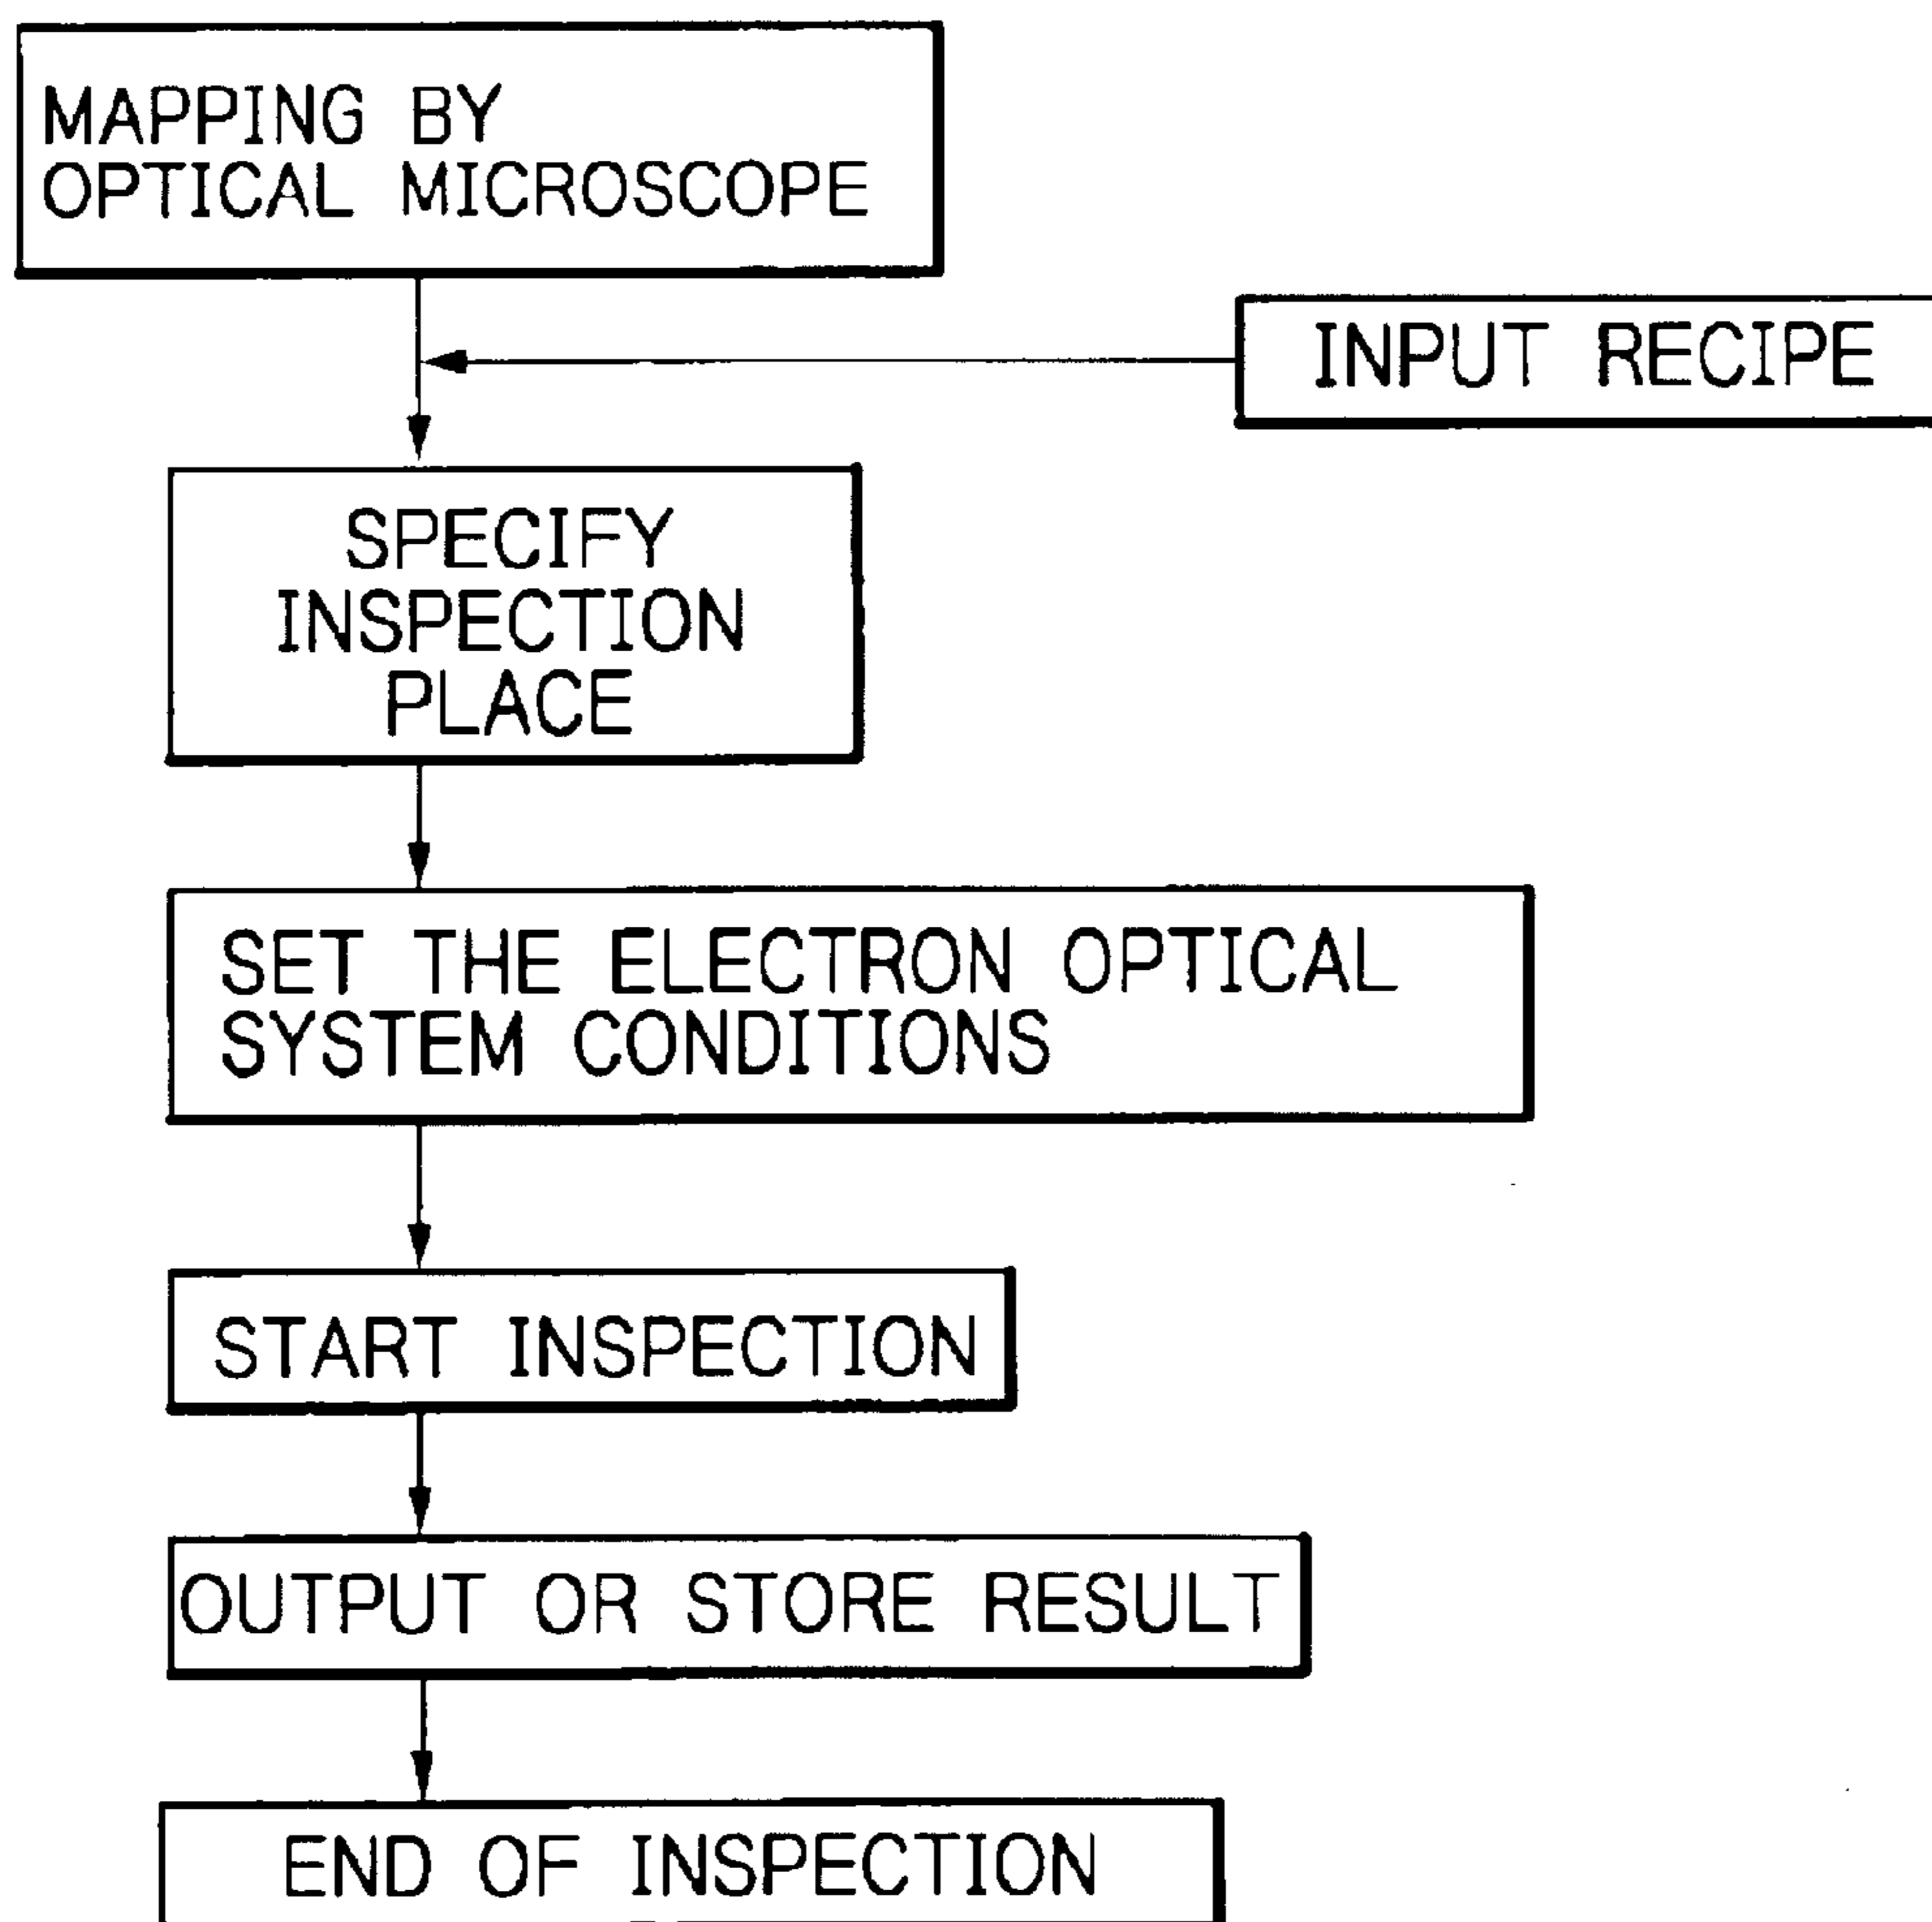 MAPPING BY
OPTICAL MICROSCOPE
INPUT RECIPE
SPECIFY
INSPECTION
PLACE
SET THE ELECTRON OPTICAL
SYSTEM CONDITIONS
START INSPECTION
OUTPUT OR STORE RESULT
END OF INSPECTION